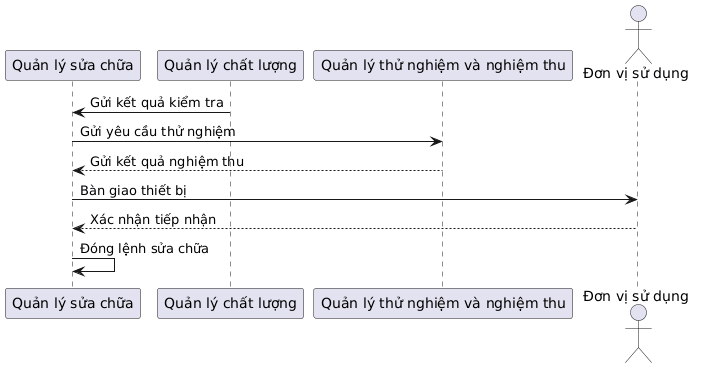 Quản lý sửa chữa
Quản lý chất lượng
Quản lý thử nghiệm và nghiệm thu
Đơn vị sử dụng
Gửi kết quả kiểm tra
Gửi yêu cầu thử nghiệm
Gửi kết quả nghiệm thu
Bàn giao thiết bị
Xác nhận tiếp nhận
Đóng lệnh sửa chữa
Quản lý sửa chữa
Quản lý chất lượng
Quản lý thử nghiệm và nghiệm thu
Đơn vị sử dụng